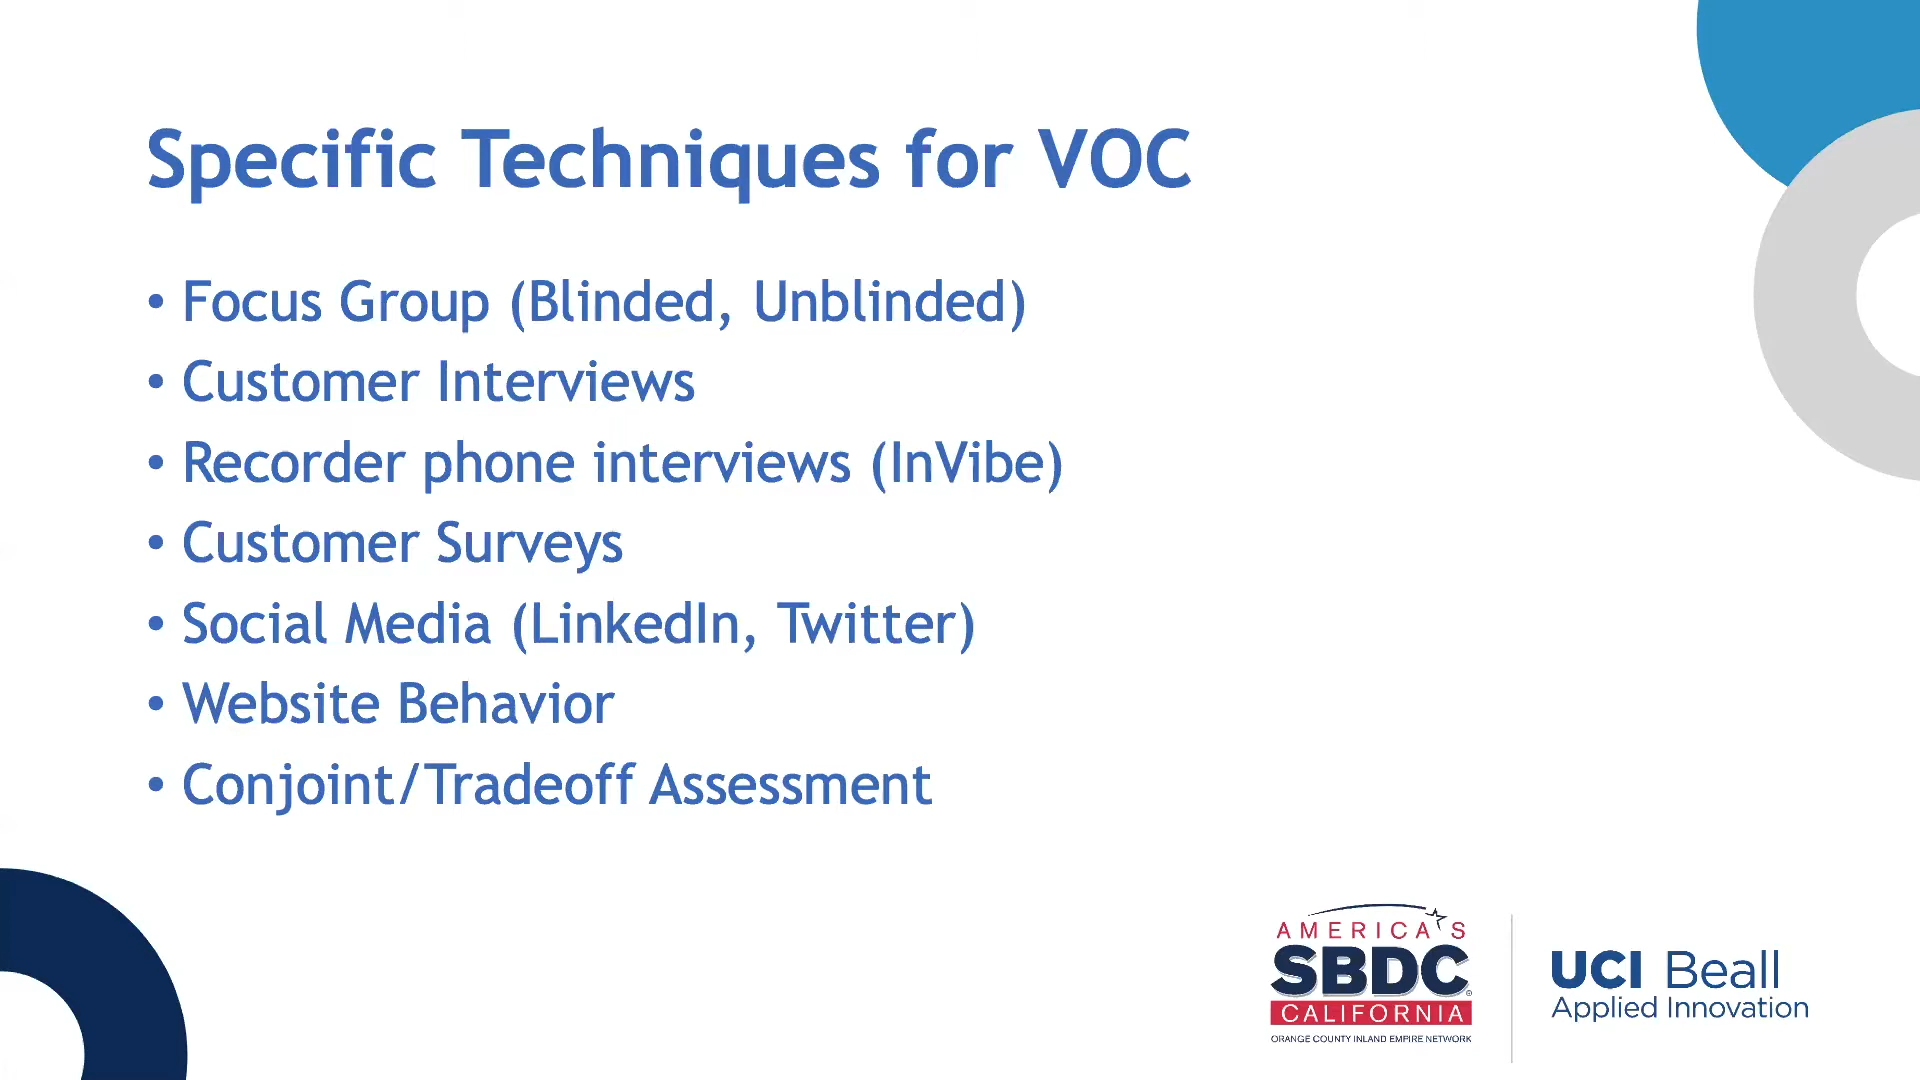 Specific Techniques for VOC
• Focus Group (Blinded, Unblinded)
• Customer Interviews
• Recorder phone interviews (InVibe)
• Customer Surveys
• Social Media (LinkedIn, Twitter)
• Website Behavior
• Conjoint/Tradeoff Assessment
AMERICA'S
SBDC®
CALIFORNIA
ORANGE COUNTY INLAND EMPIRE NETWORK
UCI Beall
Applied Innovation